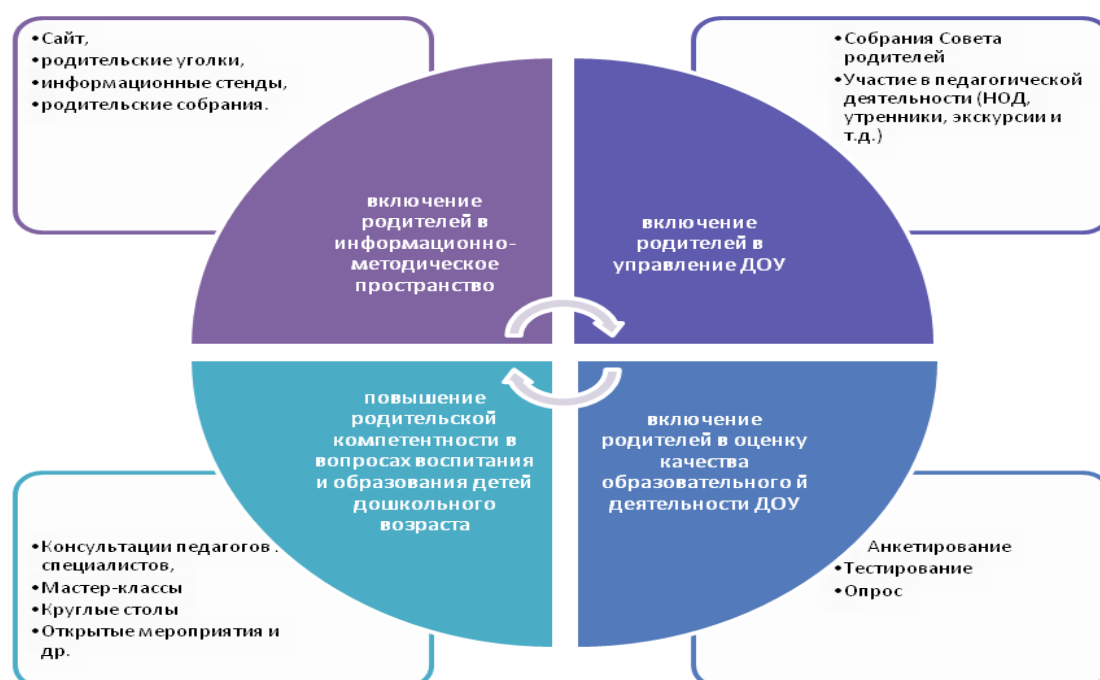 •Сайт,
•родительские уголки,
•информационные стенды,
•родительские собрания.
•Собрания Совета
родителей
•Участие в педагогической
деятельности (НОД,
утренники, экскурсии и
т.д.)
включение
родителей в
информационно-
методическое
пространство
включение
родителей в
управление ДОУ
повышение
родительской
компетентности в
вопросах воспитания
и образования детей
дошкольного
возраста
включение
родителей в оценку
качества
образовательного й
деятельности ДОУ
•Консультации педагогов .
специалистов,
•Мастер-классы
•Круглые столы
•Открытые мероприятия и
др.
Анкетирование
•Тестирование
•Опрос